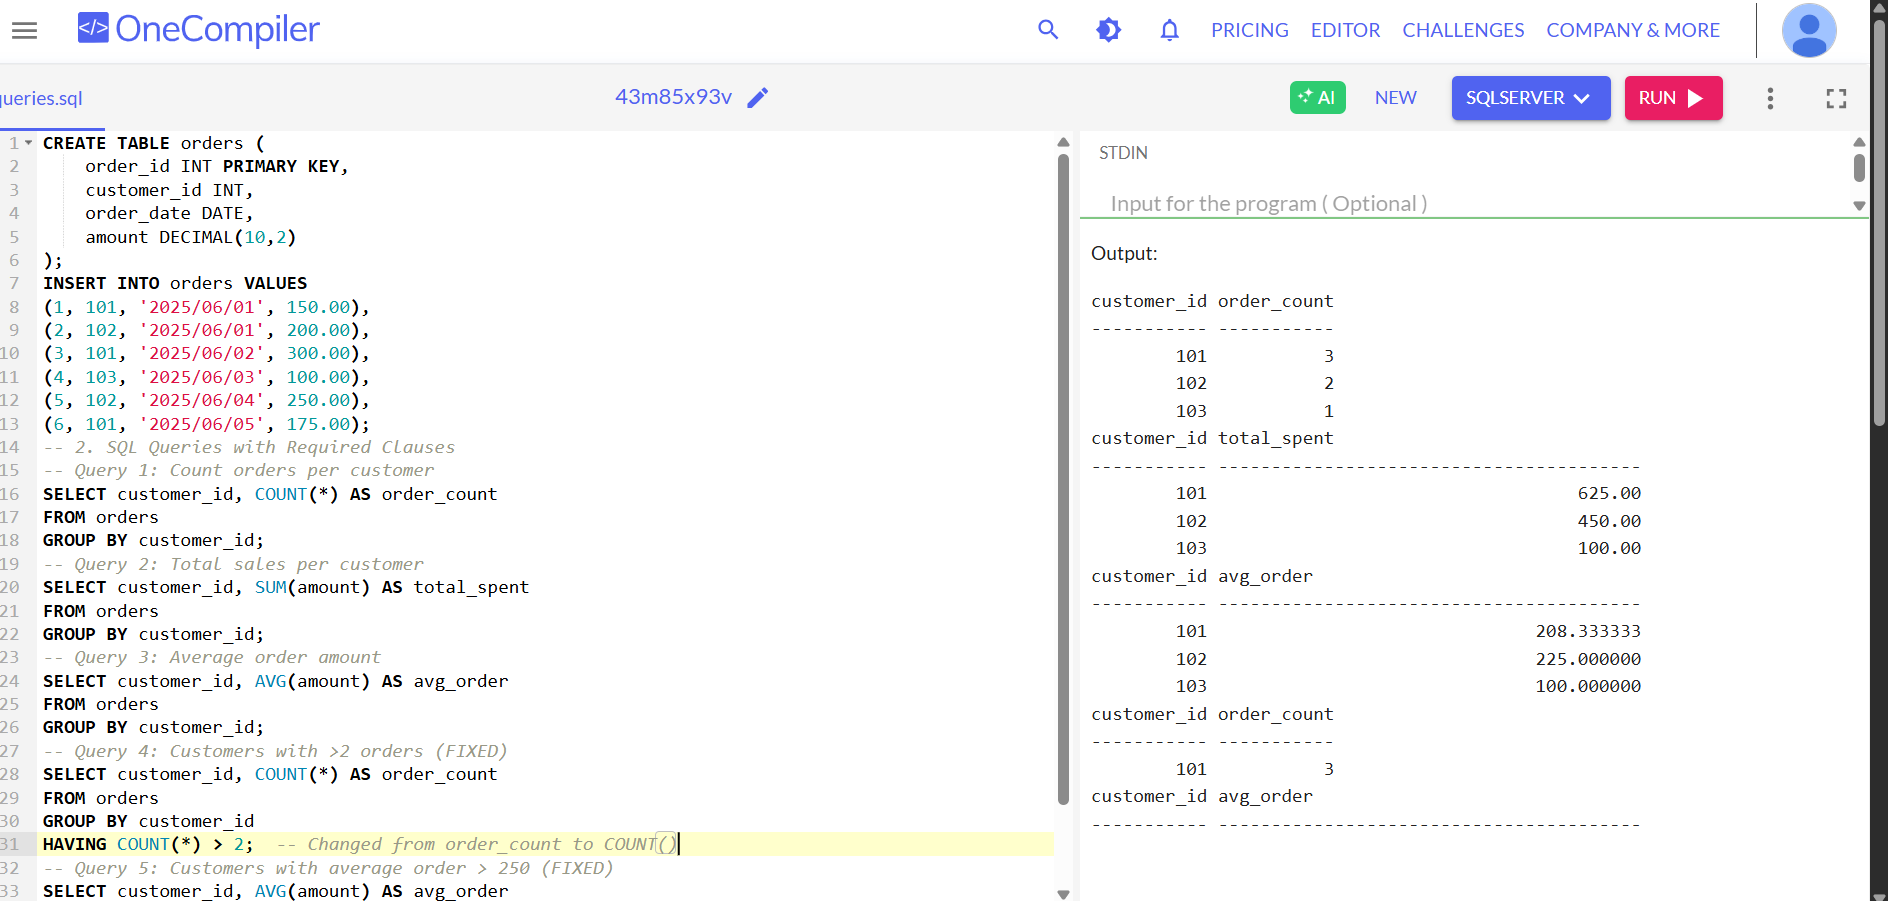 </> OneCompiler
PRICING EDITOR CHALLENGES COMPANY & MORE
queries.sql
43m85x93v
AI NEW SQLSERVER RUN
1 CREATE TABLE orders (
2 order_id INT PRIMARY KEY,
3 customer_id INT,
4 order_date DATE,
5 amount DECIMAL(10,2)
6 );
7 INSERT INTO orders VALUES
8 (1, 101, '2025/06/01', 150.00),
9 (2, 102, '2025/06/01', 200.00),
10 (3, 101, '2025/06/02', 300.00),
11 (4, 103, '2025/06/03', 100.00),
12 (5, 102, '2025/06/04', 250.00),
13 (6, 101, '2025/06/05', 175.00);
14 -- 2. SQL Queries with Required Clauses
15 -- Query 1: Count orders per customer
16 SELECT customer_id, COUNT(*) AS order_count
17 FROM orders
18 GROUP BY customer_id;
19 -- Query 2: Total sales per customer
20 SELECT customer_id, SUM(amount) AS total_spent
21 FROM orders
22 GROUP BY customer_id;
23 -- Query 3: Average order amount
24 SELECT customer_id, AVG(amount) AS avg_order
25 FROM orders
26 GROUP BY customer_id;
27 -- Query 4: Customers with >2 orders (FIXED)
28 SELECT customer_id, COUNT(*) AS order_count
29 FROM orders
30 GROUP BY customer_id
31 HAVING COUNT(*) > 2;  -- Changed from order_count to COUNT()
32 -- Query 5: Customers with average order > 250 (FIXED)
33 SELECT customer_id, AVG(amount) AS avg_order
STDIN
Input for the program ( Optional )
Output:
customer_id order_count
----------- -----------
101 3
102 2
103 1
customer_id total_spent
----------- ----------------------------------------
101 625.00
102 450.00
103 100.00
customer_id avg_order
----------- ----------------------------------------
101 208.333333
102 225.000000
103 100.000000
customer_id order_count
----------- -----------
101 3
customer_id avg_order
----------- ----------------------------------------